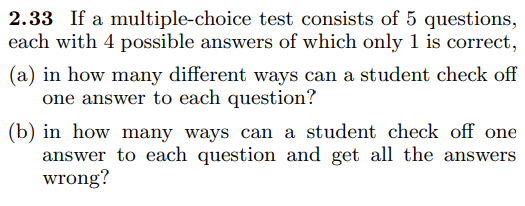 2.33 If a multiple-choice test consists of 5 questions,
each with 4 possible answers of which only 1 is correct,
(a) in how many different ways can a student check off
one answer to each question?
(b) in how many ways can a student check off one
answer to each question and get all the answers
wrong?